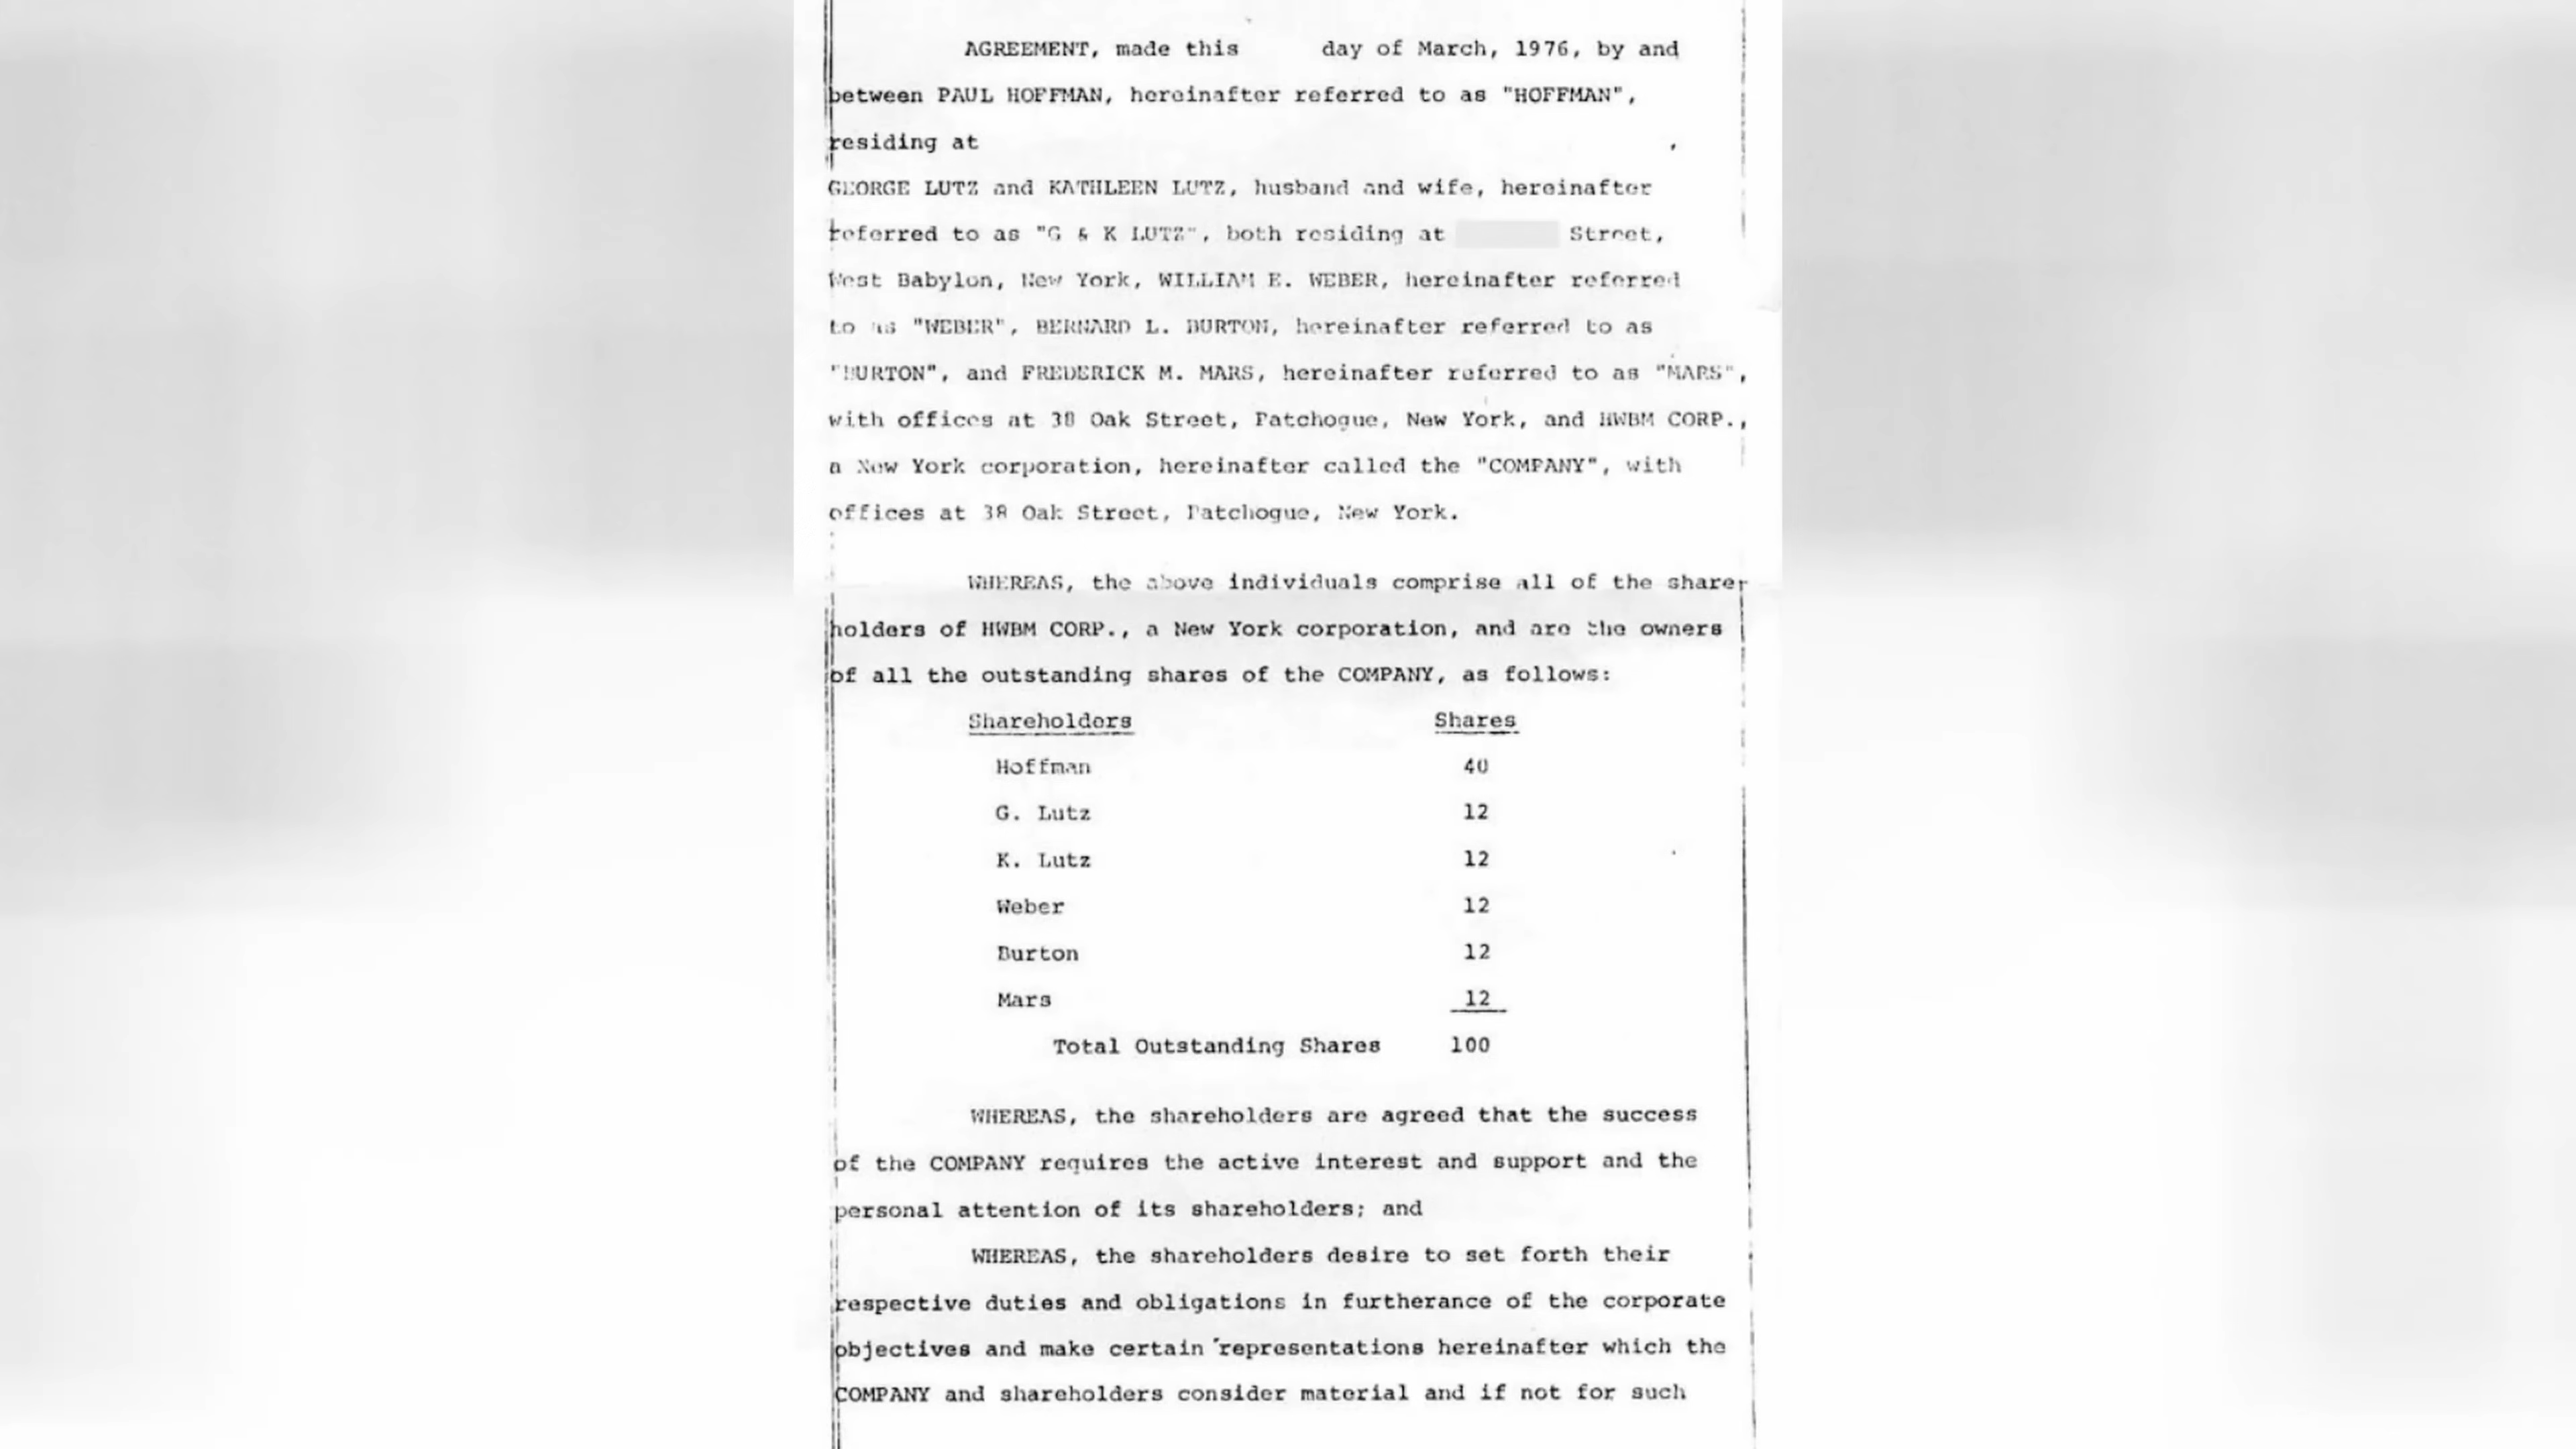 AGREEMENT, made this day of March, 1976, by and
between PAUL HOFFMAN, hereinafter referred to as "HOFFMAN",
residing at ,
GEORGE LUTZ and KATHLEEN LUTZ, husband and wife, hereinafter
referred to as "G & K LUTZ", both residing at Street,
West Babylon, New York, WILLIAM E. WEBER, hereinafter referred
to as "WEBER", BERNARD L. BURTON, hereinafter referred to as
"BURTON", and FREDERICK M. MARS, hereinafter referred to as "MARS",
with offices at 38 Oak Street, Patchogue, New York, and HWBM CORP.,
a New York corporation, hereinafter called the "COMPANY", with
offices at 38 Oak Street, Patchogue, New York.
WHEREAS, the above individuals comprise all of the share-
holders of HWBM CORP., a New York corporation, and are the owners
of all the outstanding shares of the COMPANY, as follows:
Shareholders Shares
Hoffman 40
G. Lutz 12
K. Lutz 12
Weber 12
Burton 12
Mars 12
Total Outstanding Shares 100
WHEREAS, the shareholders are agreed that the success
of the COMPANY requires the active interest and support and the
personal attention of its shareholders; and
WHEREAS, the shareholders desire to set forth their
respective duties and obligations in furtherance of the corporate
objectives and make certain representations hereinafter which the
COMPANY and shareholders consider material and if not for such